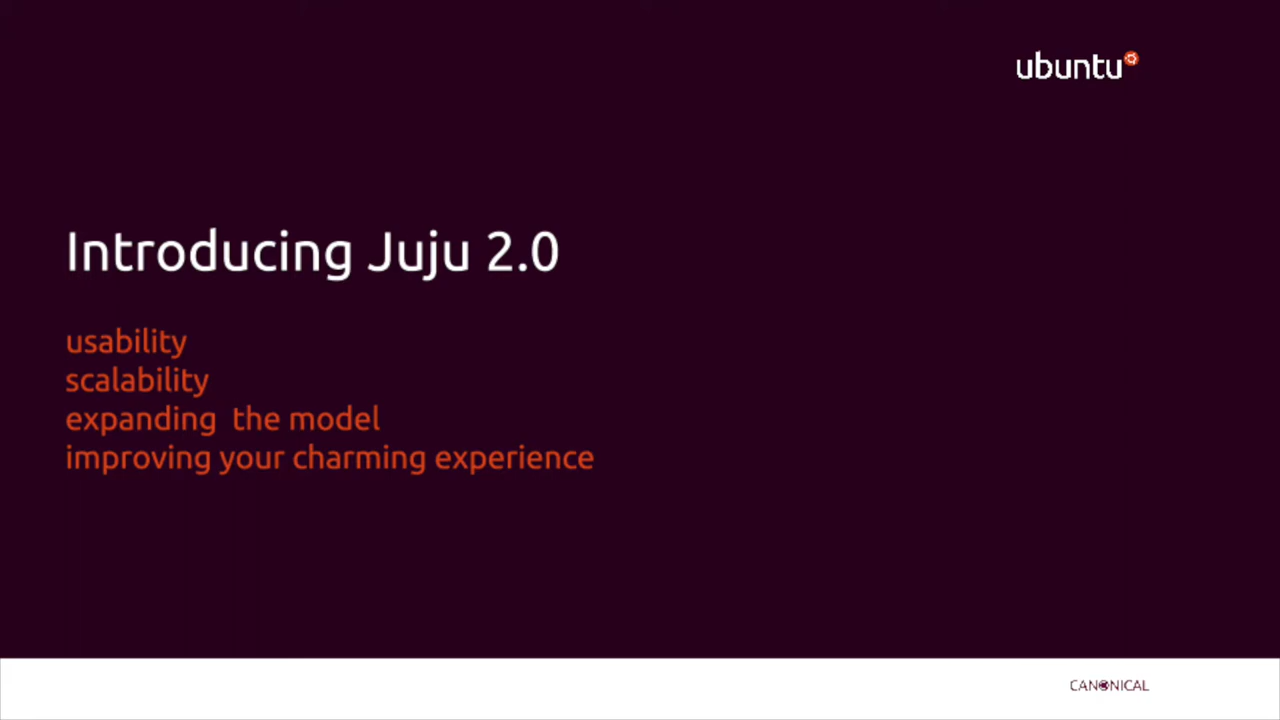 ubuntu
Introducing Juju 2.0
usability
scalability
expanding  the model
improving your charming experience
CANONICAL